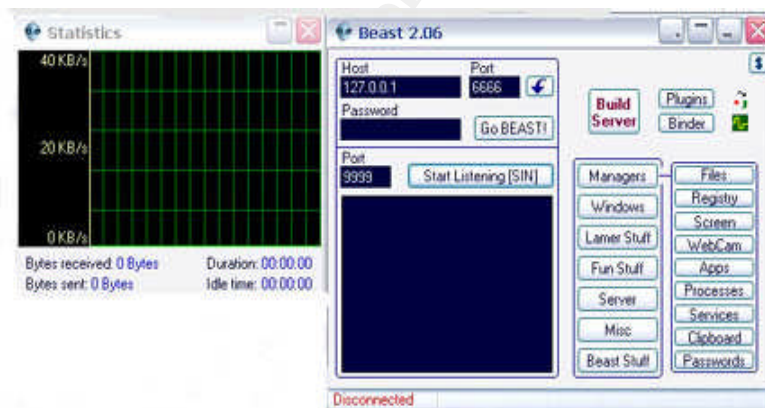 Statistics
40 KB/s
20 KB/s
0 KB/s
Bytes received: 0 Bytes
Duration: 00:00:00
Bytes sent: 0 Bytes
Idle time: 00:00:00
Beast 2.06
Host
Port
127.0.0.1
6666
Password
Go BEAST!
Port
9999
Start Listening [SIN]
Build
Server
Plugins
Binder
Managers
Windows
Lamer Stuff
Fun Stuff
Server
Misc
Beast Stuff
Files
Registry
Screen
WebCam
Apps
Processes
Services
Clipboard
Passwords
Disconnected